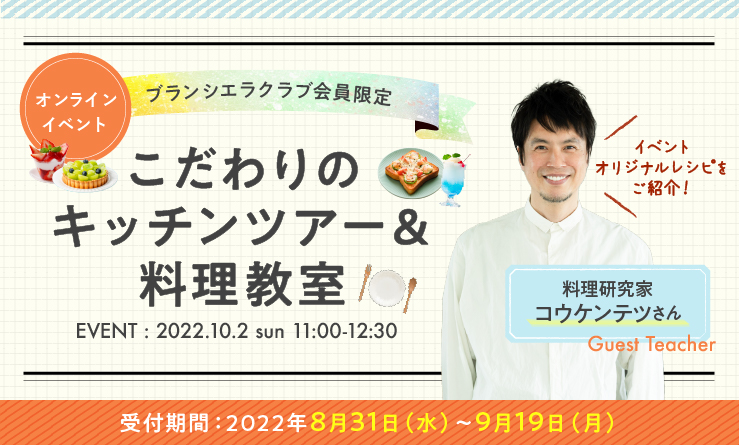 オンライン
イベント
ブランシエラクラブ会員限定
こだわりの
キッチンツアー&
料理教室
EVENT : 2022.10.2 sun 11:00-12:30
イベント
オリジナルレシピを
ご紹介!
料理研究家
コウケンテツさん
Guest Teacher
受付期間:2022年8月31日(水)~9月19日(月)